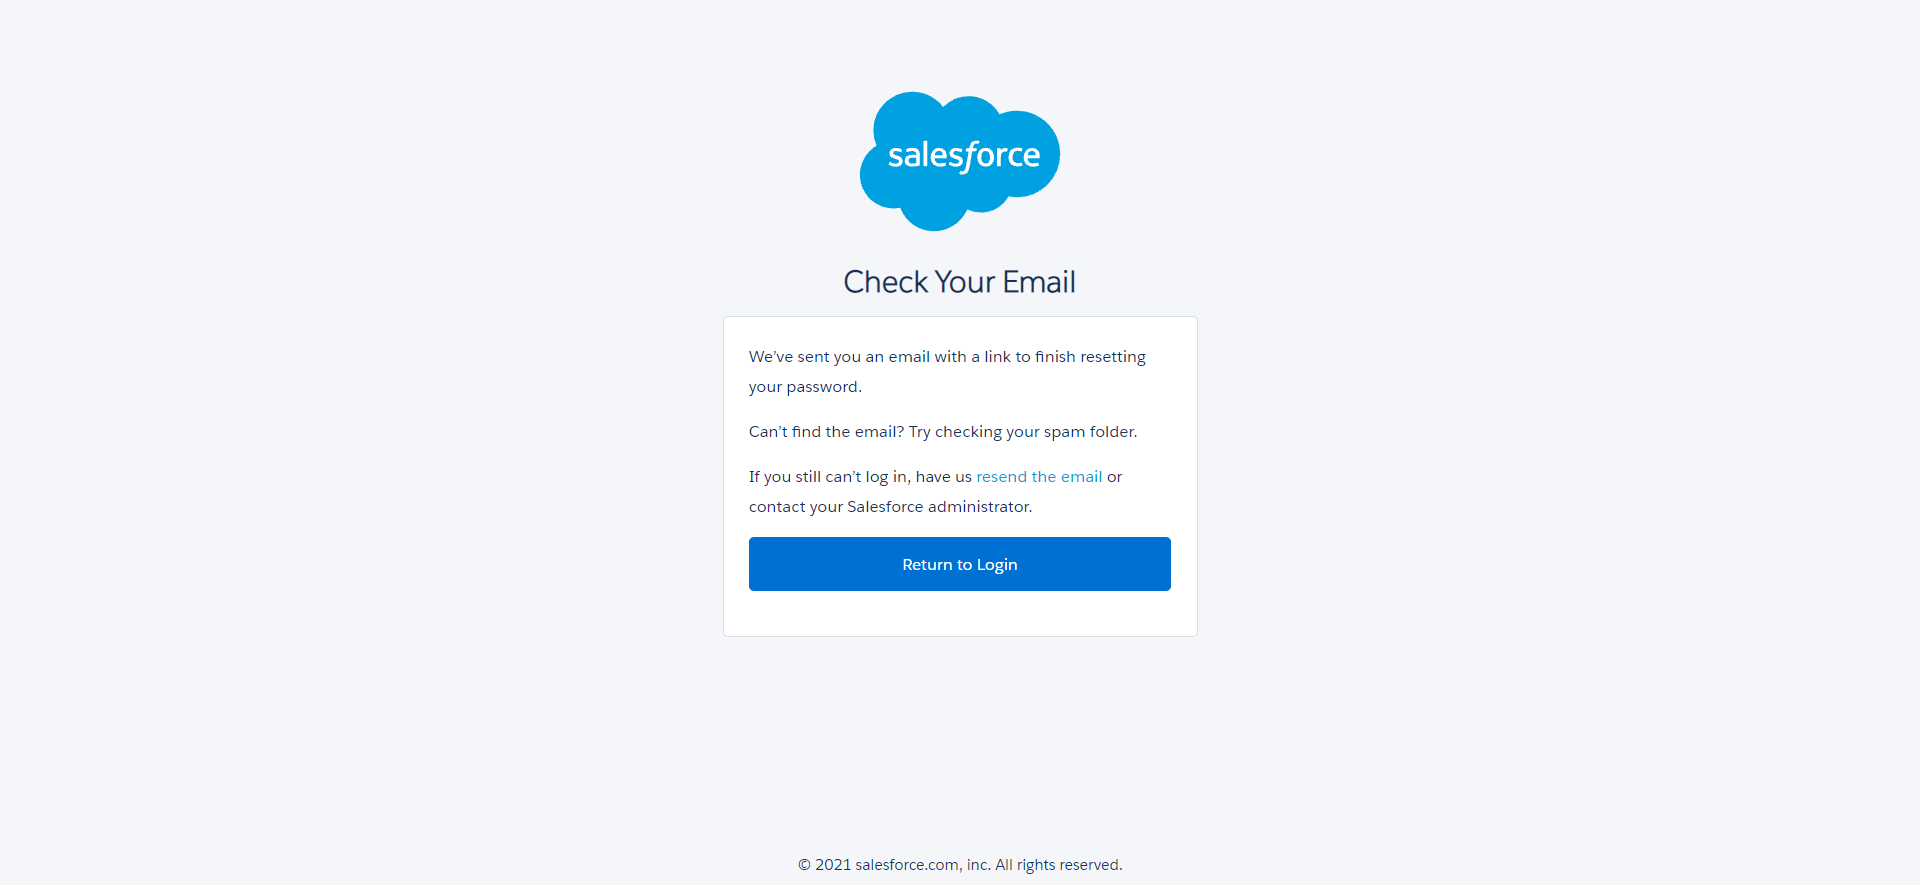 salesforce
Check Your Email
We’ve sent you an email with a link to finish resetting
your password.
Can’t find the email? Try checking your spam folder.
If you still can’t log in, have us resend the email or
contact your Salesforce administrator.
Return to Login
© 2021 salesforce.com, inc. All rights reserved.